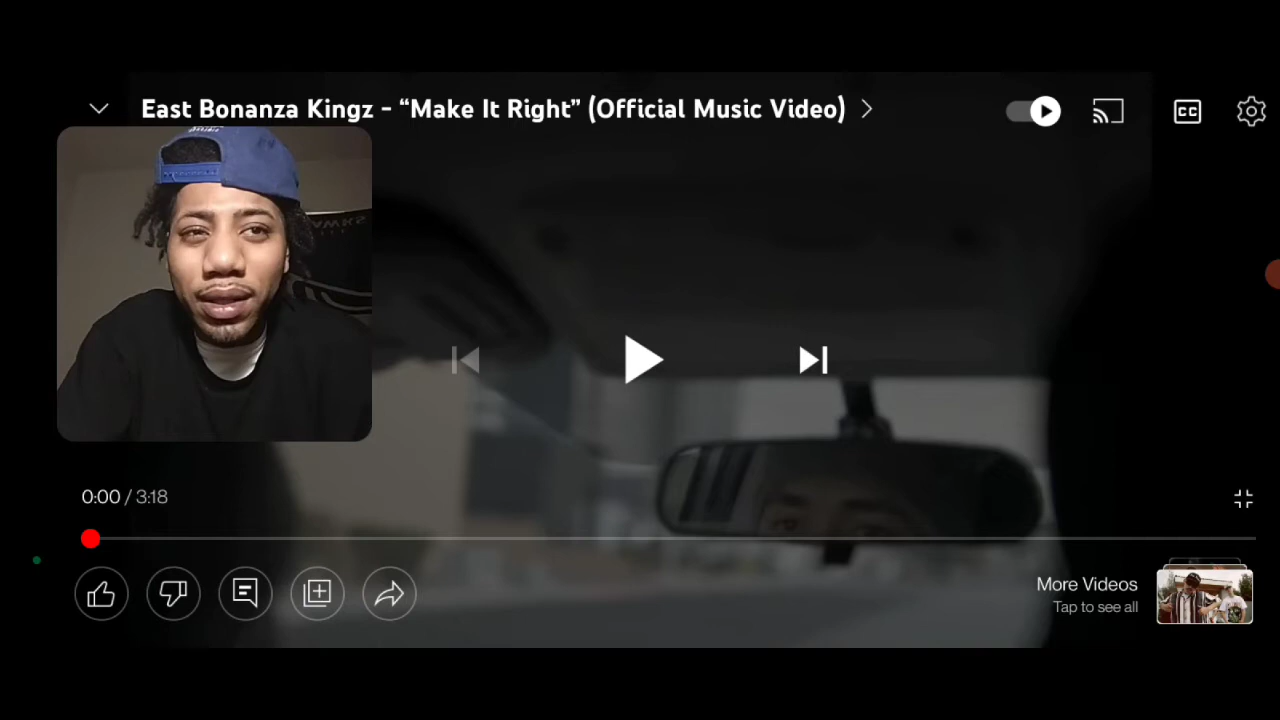 East Bonanza Kingz - “Make It Right” (Official Music Video)
CC
0:00 / 3:18
More Videos
Tap to see all